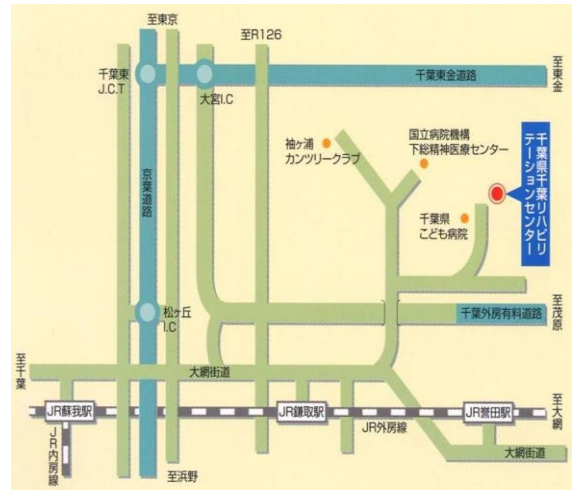 至東京
至R126
千葉東
J.C.T
大宮I.C
千葉東金道路
至東金
袖ヶ浦
カンツリークラブ
国立病院機構
下総精神医療センター
千葉県千葉リハビリ
テーションセンター
京葉道路
千葉県
こども病院
松ヶ丘
I.C
千葉外房有料道路
至茂原
至千葉
大網街道
JR蘇我駅
JR鎌取駅
JR誉田駅
至大網
JR内房線
JR外房線
至浜野
大網街道